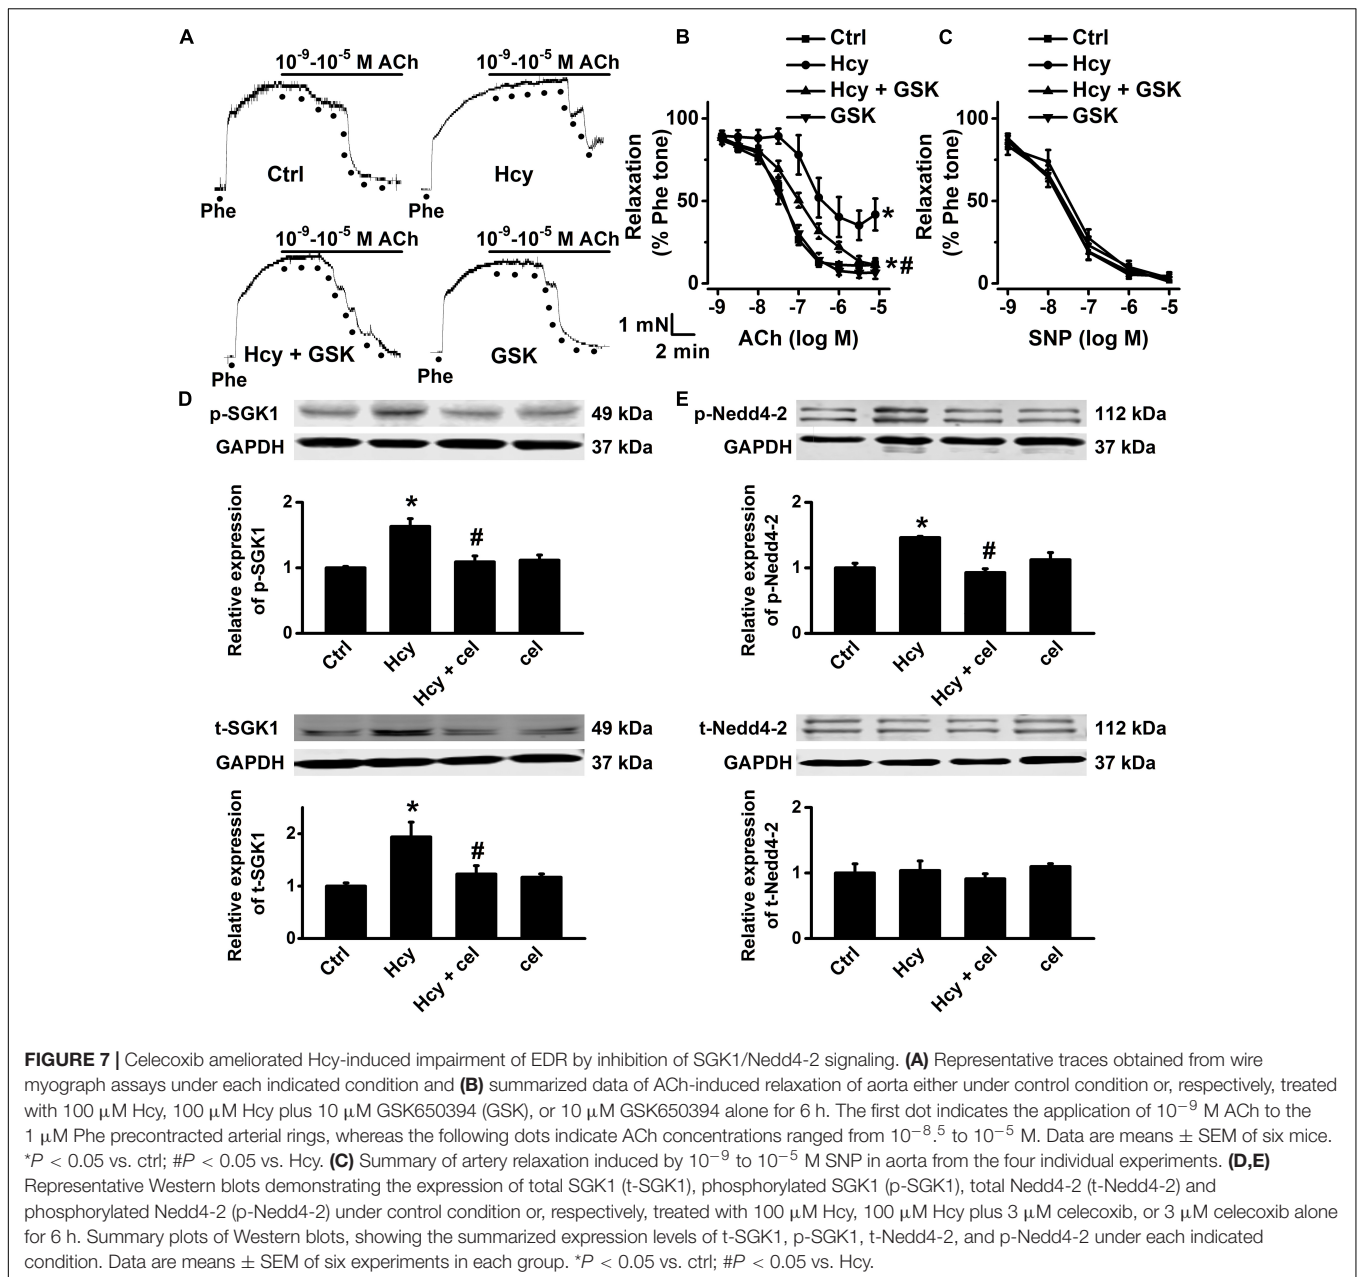 A
10-9-10-5 M ACh
Ctrl
Phe
10-9-10-5 M ACh
Hcy
Phe
10-9-10-5 M ACh
Hcy + GSK
Phe
10-9-10-5 M ACh
GSK
Phe
1 mN
2 min
B
Ctrl
Hcy
Hcy + GSK
GSK
Relaxation
(% Phe tone)
100
50
0
*
*#
-9 -8 -7 -6 -5
ACh (log M)
C
Ctrl
Hcy
Hcy + GSK
GSK
Relaxation
(% Phe tone)
100
50
0
-9 -8 -7 -6 -5
SNP (log M)
D
p-SGK1 49 kDa
GAPDH 37 kDa
Relative expression
of p-SGK1
2
1
0
*
#
Ctrl Hcy Hcy + cel cel
t-SGK1 49 kDa
GAPDH 37 kDa
Relative expression
of t-SGK1
2
1
0
*
#
Ctrl Hcy Hcy + cel cel
E
p-Nedd4-2 112 kDa
GAPDH 37 kDa
Relative expression
of p-Nedd4-2
2
1
0
*
#
Ctrl Hcy Hcy + cel cel
t-Nedd4-2 112 kDa
GAPDH 37 kDa
Relative expression
of t-Nedd4-2
2
1
0
Ctrl Hcy Hcy + cel cel
FIGURE 7 | Celecoxib ameliorated Hcy-induced impairment of EDR by inhibition of SGK1/Nedd4-2 signaling. (A) Representative traces obtained from wire
myograph assays under each indicated condition and (B) summarized data of ACh-induced relaxation of aorta either under control condition or, respectively, treated
with 100 μM Hcy, 100 μM Hcy plus 10 μM GSK650394 (GSK), or 10 μM GSK650394 alone for 6 h. The first dot indicates the application of 10−9 M ACh to the
1 μM Phe precontracted arterial rings, whereas the following dots indicate ACh concentrations ranged from 10−8.5 to 10−5 M. Data are means ± SEM of six mice.
*P < 0.05 vs. ctrl; #P < 0.05 vs. Hcy. (C) Summary of artery relaxation induced by 10−9 to 10−5 M SNP in aorta from the four individual experiments. (D,E)
Representative Western blots demonstrating the expression of total SGK1 (t-SGK1), phosphorylated SGK1 (p-SGK1), total Nedd4-2 (t-Nedd4-2) and
phosphorylated Nedd4-2 (p-Nedd4-2) under control condition or, respectively, treated with 100 μM Hcy, 100 μM Hcy plus 3 μM celecoxib, or 3 μM celecoxib alone
for 6 h. Summary plots of Western blots, showing the summarized expression levels of t-SGK1, p-SGK1, t-Nedd4-2, and p-Nedd4-2 under each indicated
condition. Data are means ± SEM of six experiments in each group. *P < 0.05 vs. ctrl; #P < 0.05 vs. Hcy.